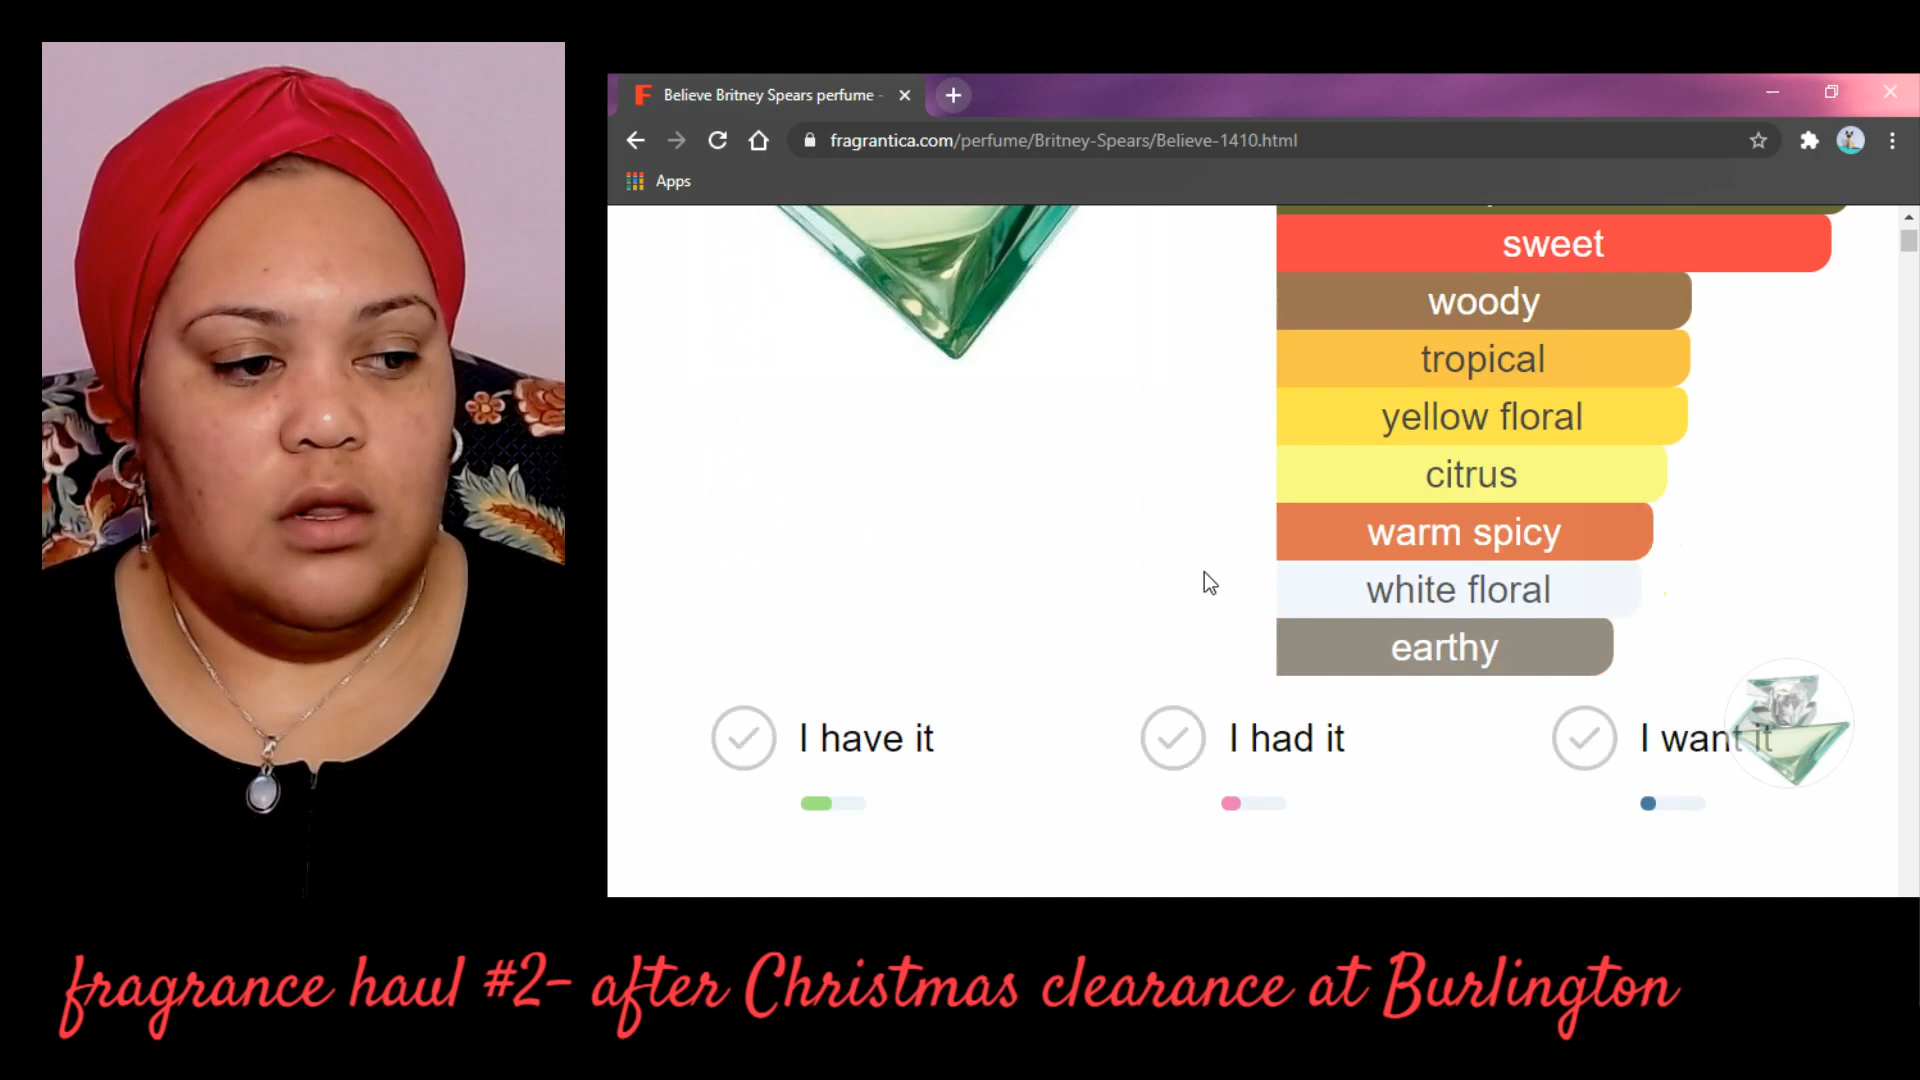 Believe Britney Spears perfume -
fragrantica.com/perfume/Britney-Spears/Believe-1410.html
Apps
sweet
woody
tropical
yellow floral
citrus
warm spicy
white floral
earthy
I have it
I had it
I want it
fragrance haul #2- after Christmas clearance at Burlington